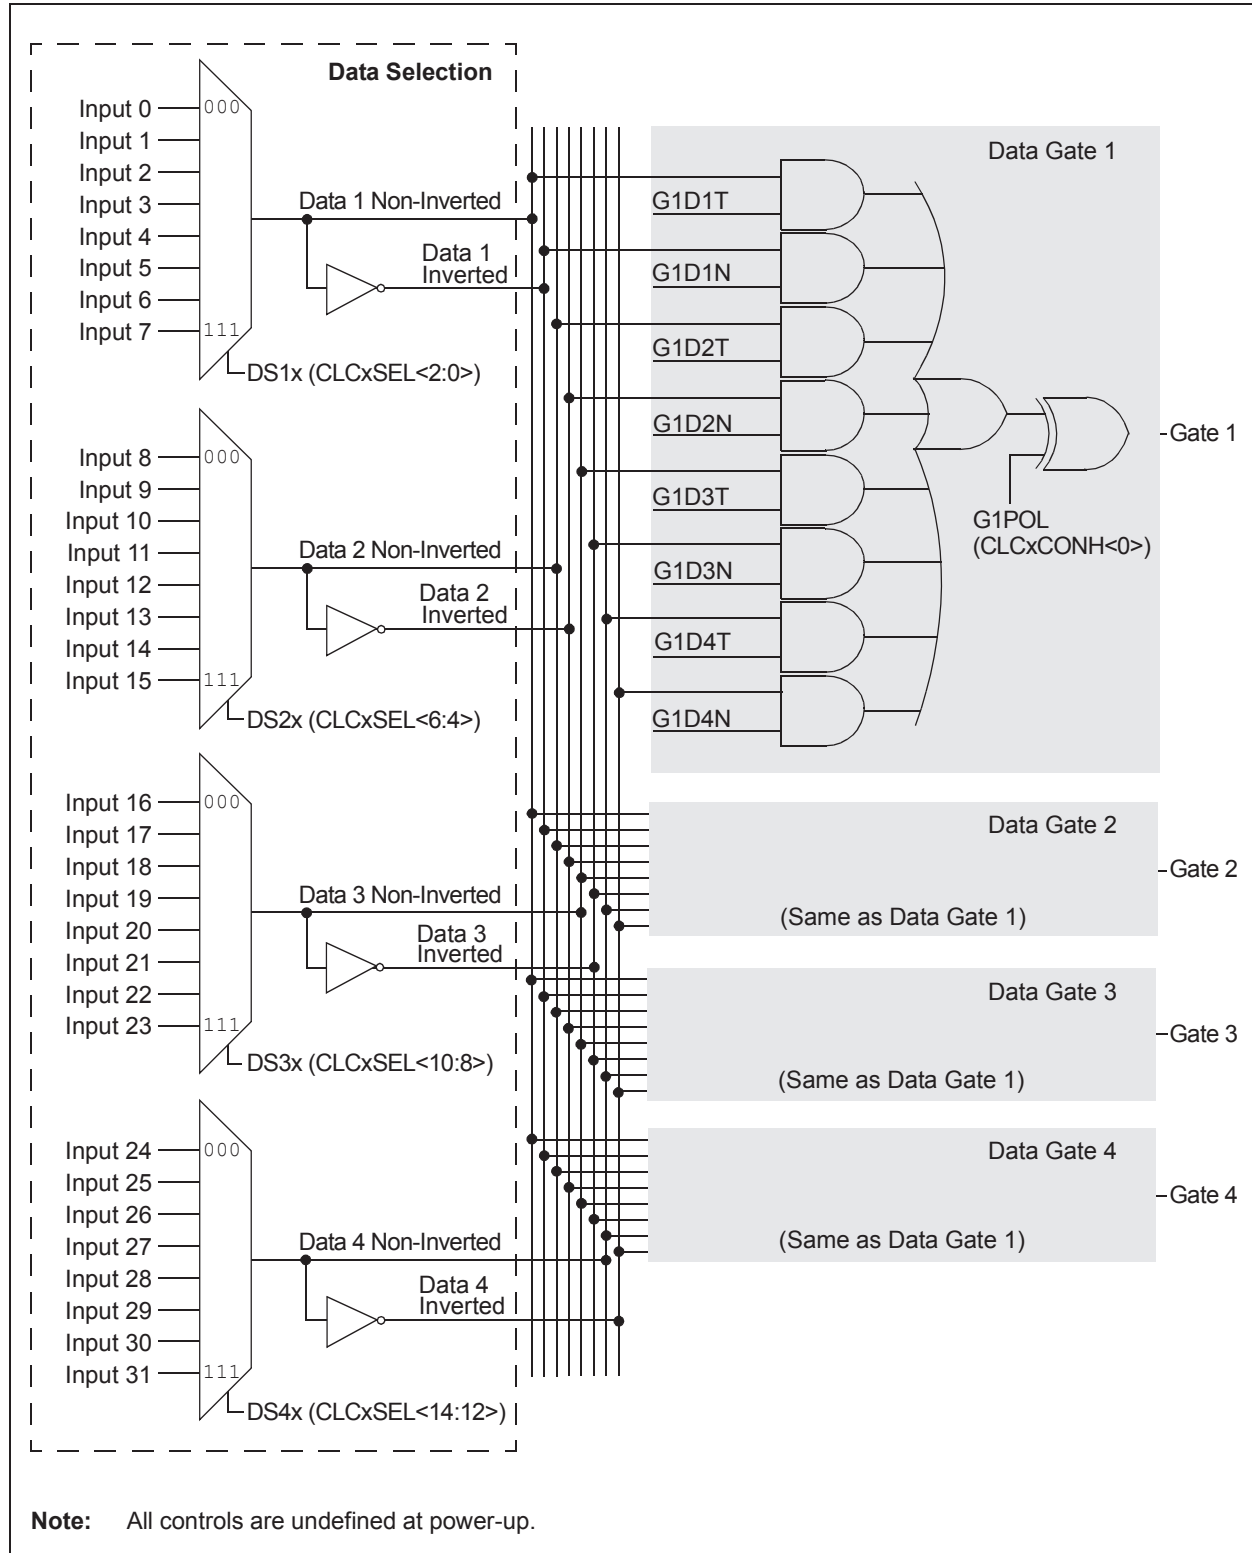 Data Selection
Input 0
000
Input 1
Input 2
Input 3
Input 4
Input 5
Input 6
Input 7
111
Data 1 Non-Inverted
Data 1
Inverted
DS1x (CLCxSEL<2:0>)
Input 8
000
Input 9
Input 10
Input 11
Input 12
Input 13
Input 14
Input 15
111
Data 2 Non-Inverted
Data 2
Inverted
DS2x (CLCxSEL<6:4>)
Input 16
000
Input 17
Input 18
Input 19
Input 20
Input 21
Input 22
Input 23
111
Data 3 Non-Inverted
Data 3
Inverted
DS3x (CLCxSEL<10:8>)
Input 24
000
Input 25
Input 26
Input 27
Input 28
Input 29
Input 30
Input 31
111
Data 4 Non-Inverted
Data 4
Inverted
DS4x (CLCxSEL<14:12>)
Data Gate 1
G1D1T
G1D1N
G1D2T
G1D2N
G1D3T
G1D3N
G1D4T
G1D4N
G1POL
(CLCxCONH<0>)
Gate 1
Data Gate 2
(Same as Data Gate 1)
Gate 2
Data Gate 3
(Same as Data Gate 1)
Gate 3
Data Gate 4
(Same as Data Gate 1)
Gate 4
Note: All controls are undefined at power-up.